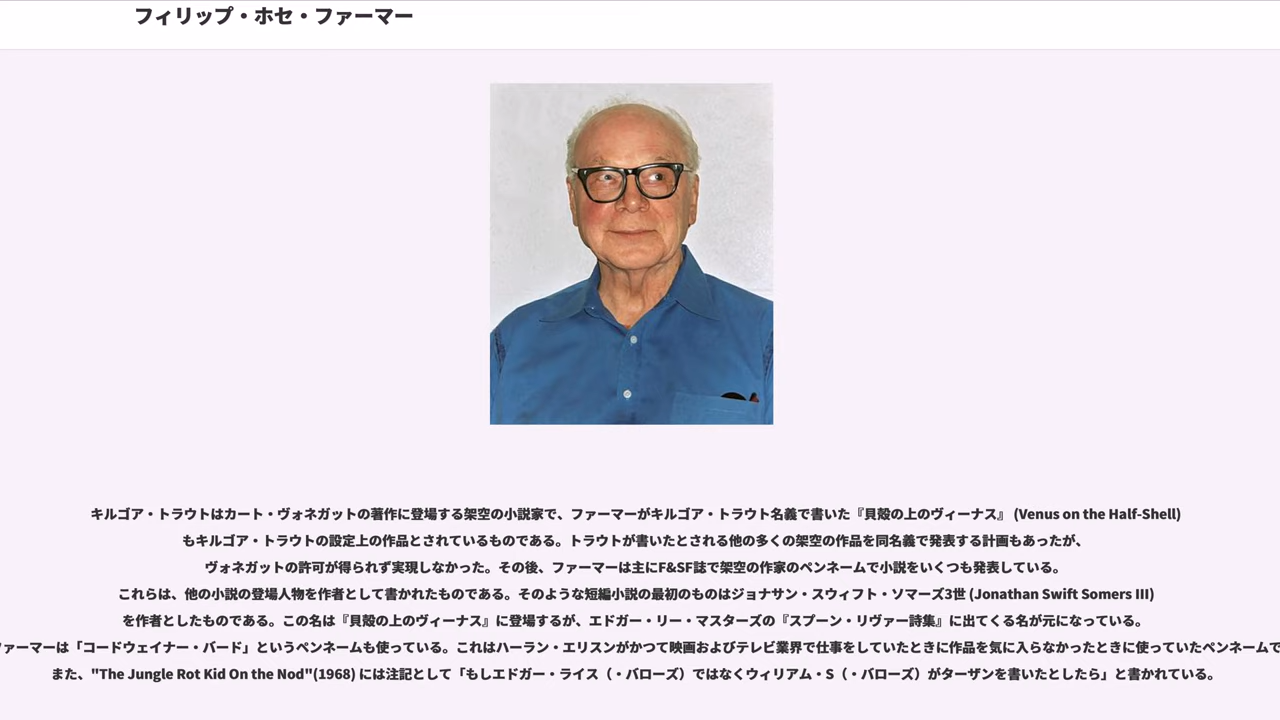 フィリップ・ホセ・ファーマー
キルゴア・トラウトはカート・ヴォネガットの著作に登場する架空の小説家で、ファーマーがキルゴア・トラウト名義で書いた『貝殻の上のヴィーナス』 (Venus on the Half-Shell)
もキルゴア・トラウトの設定上の作品とされているものである。トラウトが書いたとされる他の多くの架空の作品を同名義で発表する計画もあったが、
ヴォネガットの許可が得られず実現しなかった。その後、ファーマーは主にF&SF誌で架空の作家のペンネームで小説をいくつも発表している。
これらは、他の小説の登場人物を作者として書かれたものである。そのような短編小説の最初のものはジョナサン・スウィフト・ソマーズ3世 (Jonathan Swift Somers III)
を作者としたものである。この名は『貝殻の上のヴィーナス』に登場するが、エドガー・リー・マスターズの『スプーン・リヴァー詩集』に出てくる名が元になっている。
ァーマーは「コードウェイナー・バード」というペンネームも使っている。これはハーラン・エリスンがかつて映画およびテレビ業界で仕事をしていたときに作品を気に入らなかったときに使っていたペンネームで
また、"The Jungle Rot Kid On the Nod"(1968) には注記として「もしエドガー・ライス（・バローズ）ではなくウィリアム・S（・バローズ）がターザンを書いたとしたら」と書かれている。